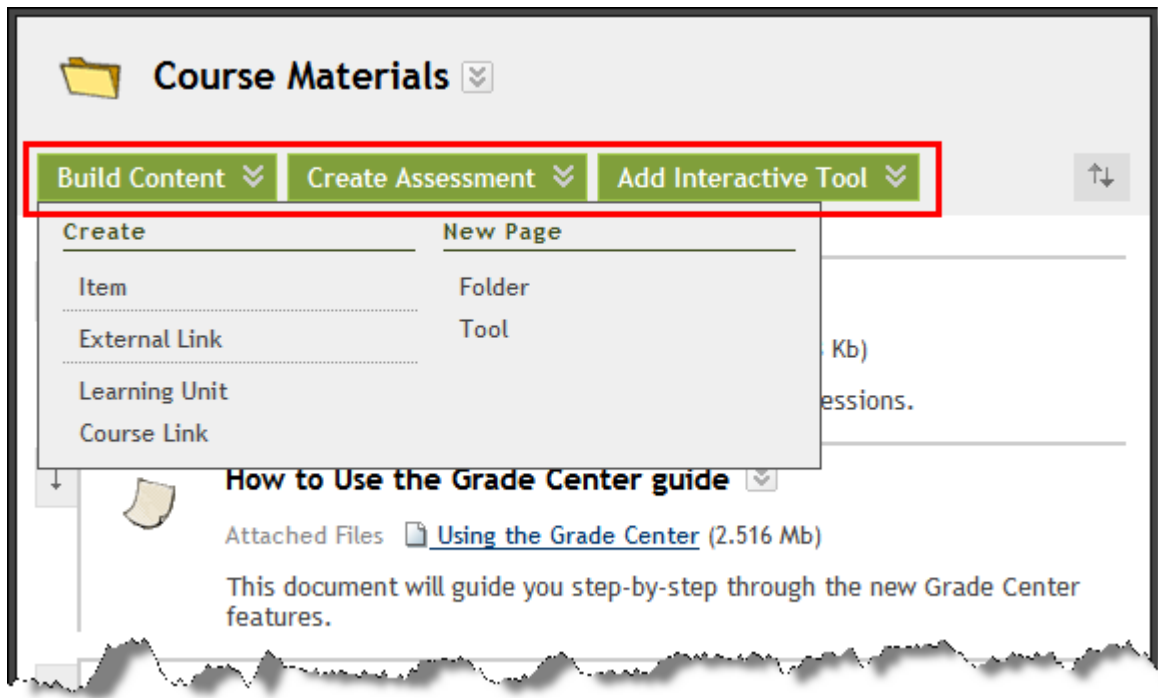 Course Materials
Build Content Create Assessment Add Interactive Tool
Create New Page
Item Folder
External Link Tool
Kb)
Learning Unit
essions.
Course Link
How to Use the Grade Center guide
Attached Files Using the Grade Center (2.516 Mb)
This document will guide you step-by-step through the new Grade Center
features.